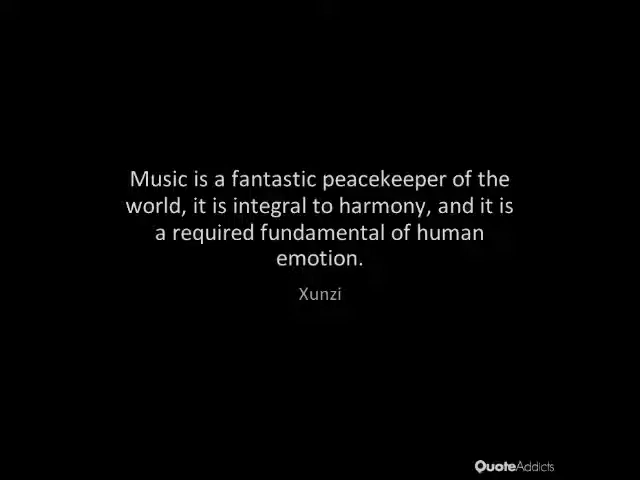 Music is a fantastic peacekeeper of the
world, it is integral to harmony, and it is
a required fundamental of human
emotion.
Xunzi
QuoteAddicts